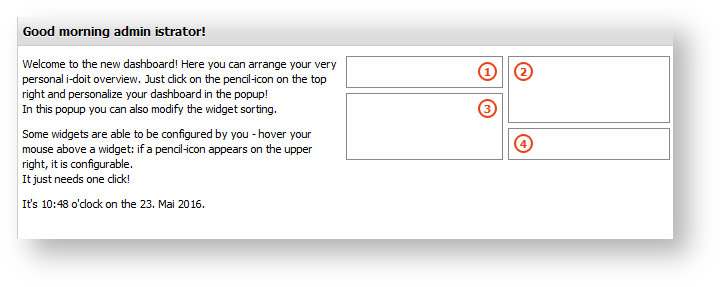 Good morning admin istrator!
Welcome to the new dashboard! Here you can arrange your very
personal i-doit overview. Just click on the pencil-icon on the top
right and personalize your dashboard in the popup!
In this popup you can also modify the widget sorting.
Some widgets are able to be configured by you - hover your
mouse above a widget: if a pencil-icon appears on the upper
right, it is configurable.
It just needs one click!
It's 10:48 o'clock on the 23. Mai 2016.
1
2
3
4